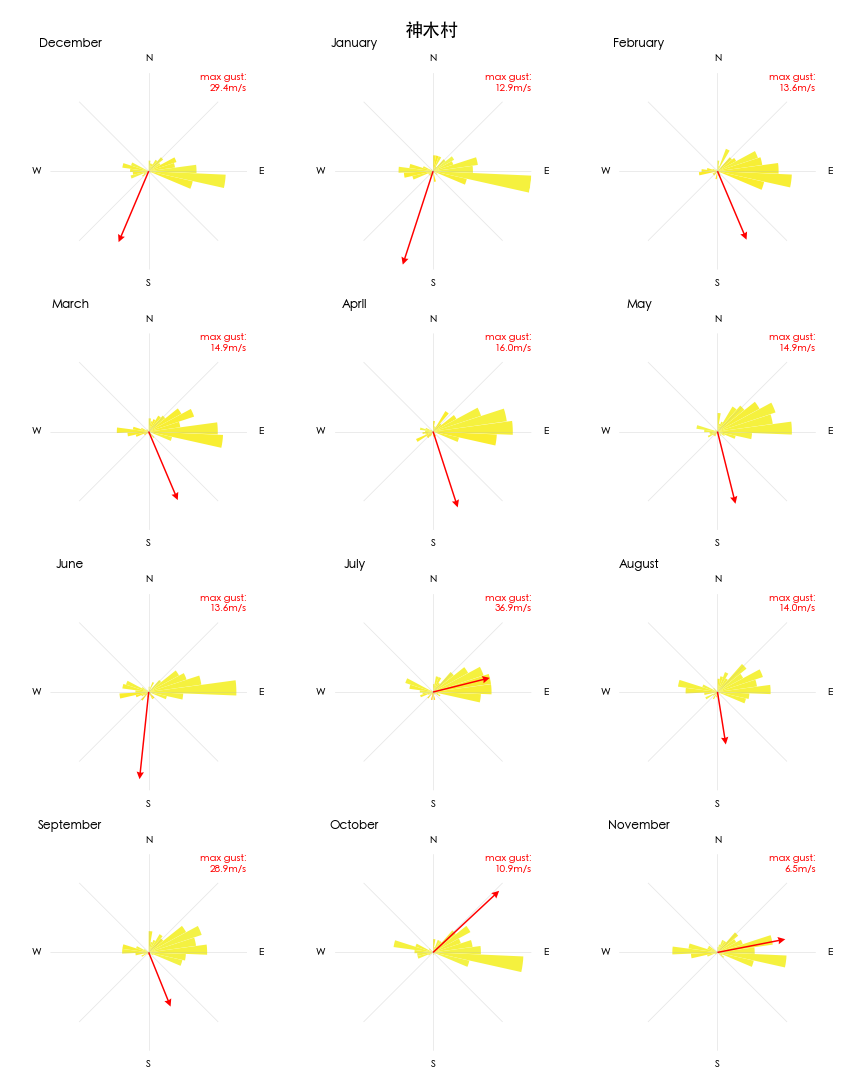 神木村
December
N
max gust:
29.4m/s
W
E
S
January
N
max gust:
12.9m/s
W
E
S
February
N
max gust:
13.6m/s
W
E
S
March
N
max gust:
14.9m/s
W
E
S
April
N
max gust:
16.0m/s
W
E
S
May
N
max gust:
14.9m/s
W
E
S
June
N
max gust:
13.6m/s
W
E
S
July
N
max gust:
36.9m/s
W
E
S
August
N
max gust:
14.0m/s
W
E
S
September
N
max gust:
28.9m/s
W
E
S
October
N
max gust:
10.9m/s
W
E
S
November
N
max gust:
6.5m/s
W
E
S